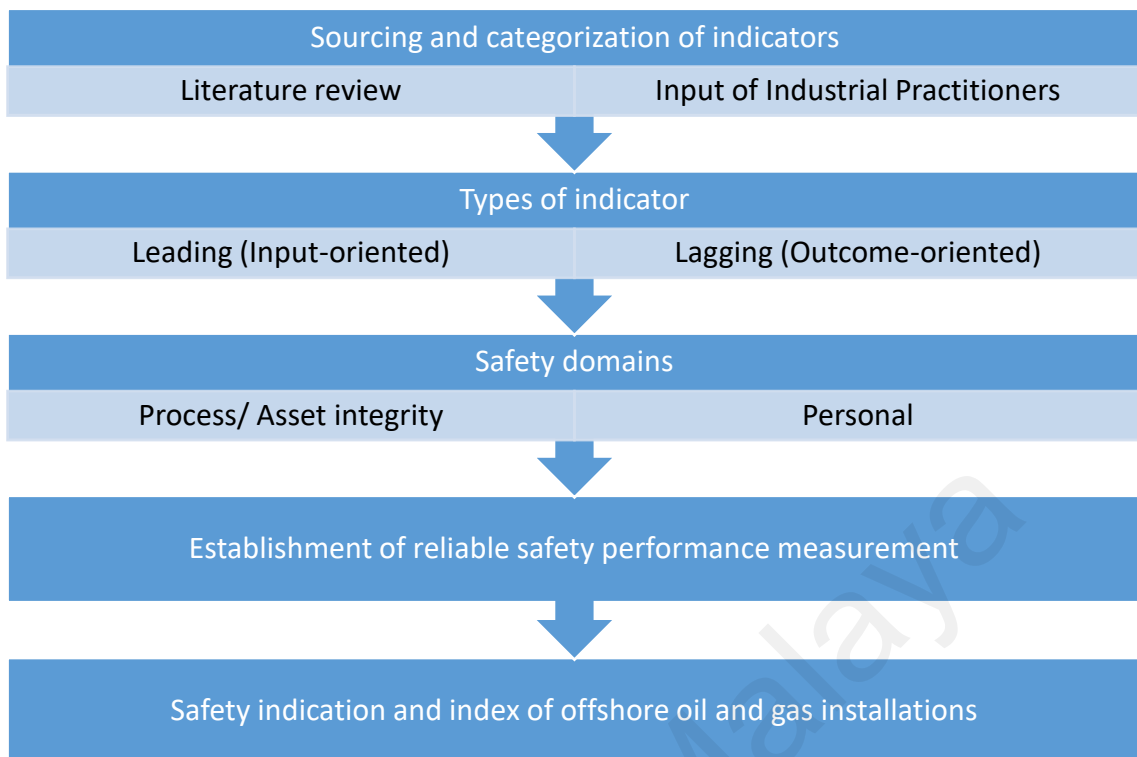 Sourcing and categorization of indicators
Literature review
Input of Industrial Practitioners
Types of indicator
Leading (Input-oriented)
Lagging (Outcome-oriented)
Safety domains
Process/ Asset integrity
Personal
Establishment of reliable safety performance measurement
Safety indication and index of offshore oil and gas installations
Malaya